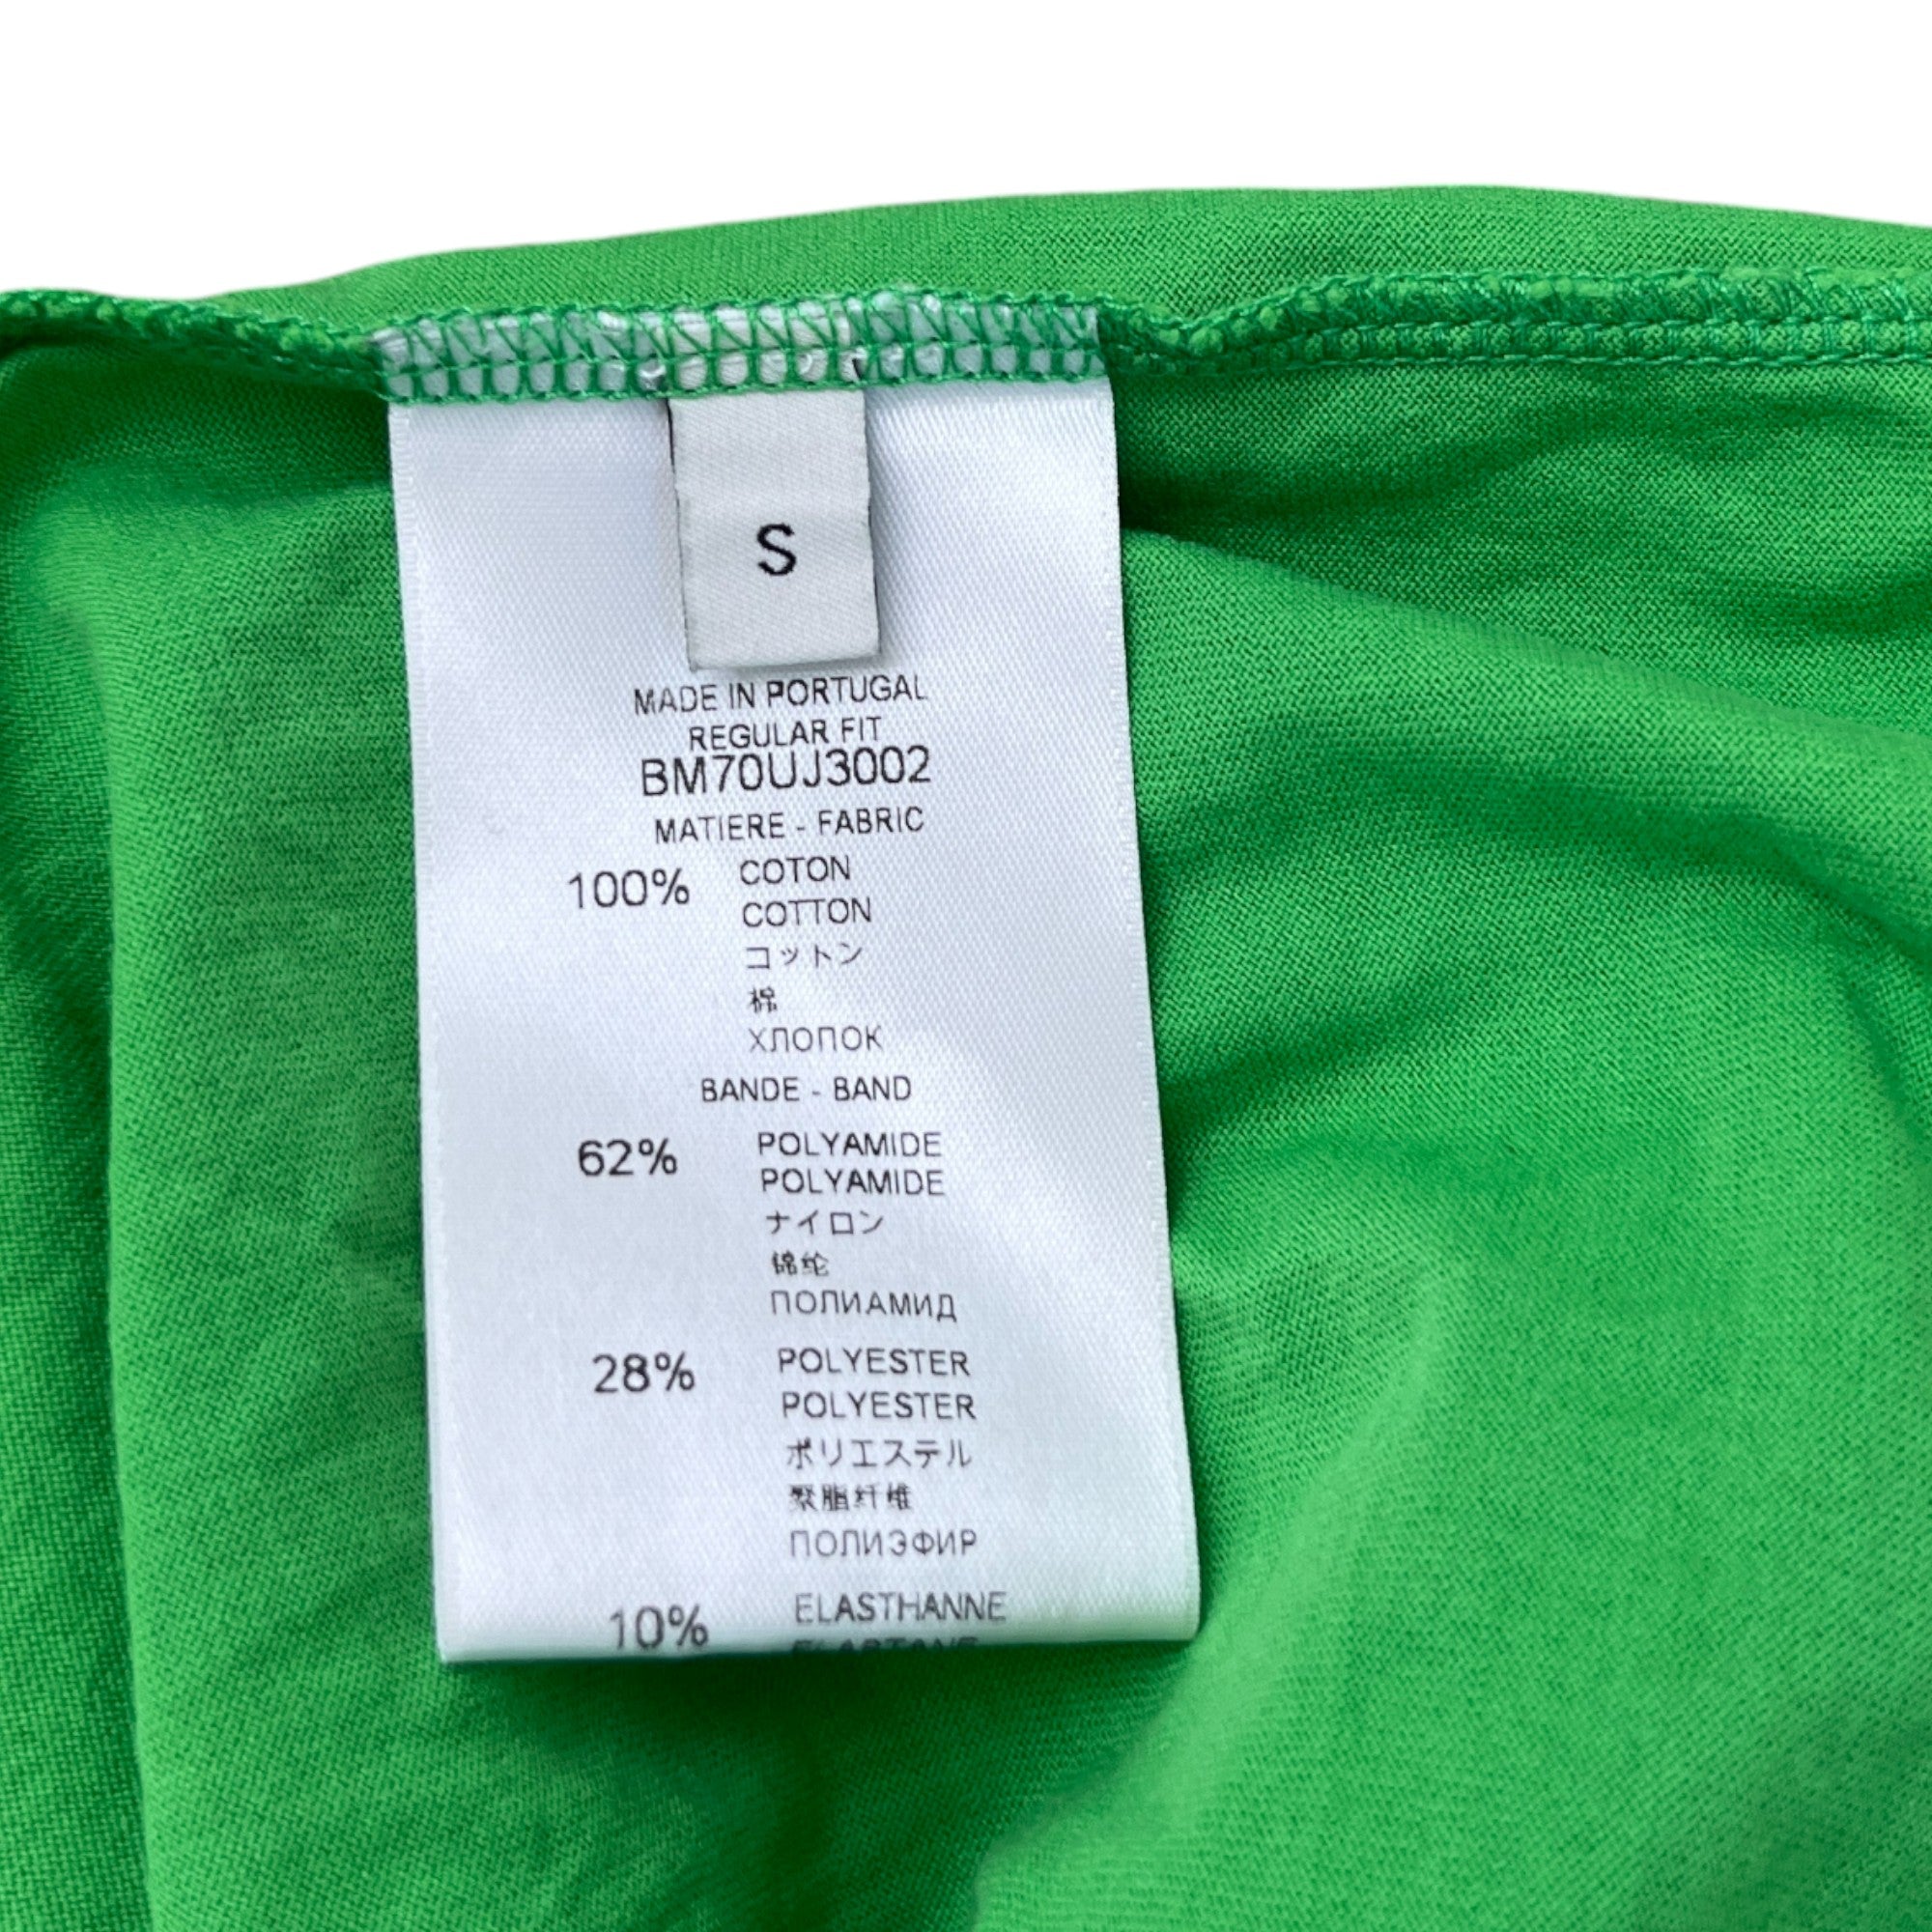 S
MADE IN PORTUGAL
REGULAR FIT
BM70UJ3002
MATIERE - FABRIC
100% COTON
COTTON
コットン
棉
ХЛОПОК
BANDE - BAND
62% POLYAMIDE
POLYAMIDE
ナイロン
锦纶
ПОЛИАМИД
28% POLYESTER
POLYESTER
ポリエステル
聚脂纤维
ПОЛИЭФИР
10% ELASTHANNE